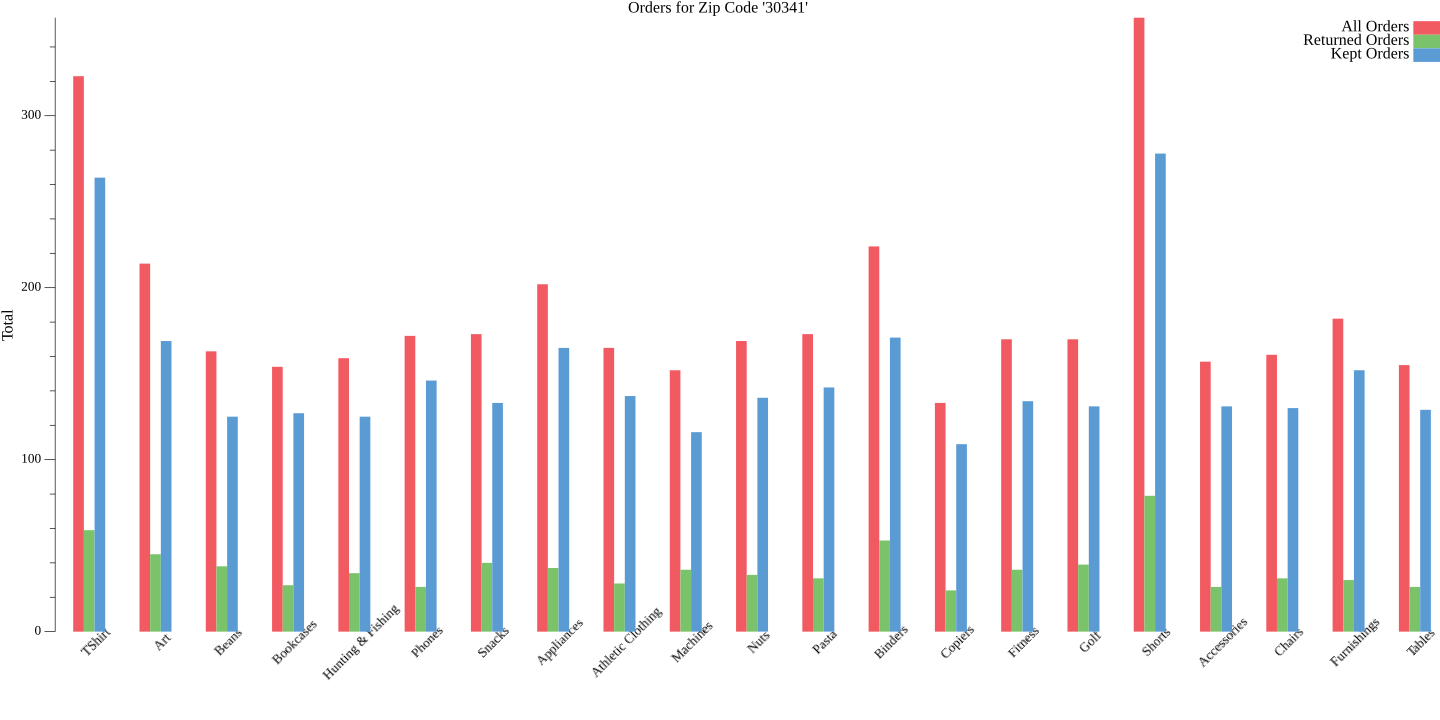 Orders for Zip Code '30341'
All Orders
Returned Orders
Kept Orders
Total
300
200
100
0
TShirt
Art
Beans
Bookcases
Hunting & Fishing
Phones
Snacks
Appliances
Athletic Clothing
Machines
Nuts
Pasta
Binders
Copiers
Fitness
Golf
Shorts
Accessories
Chairs
Furnishings
Tables